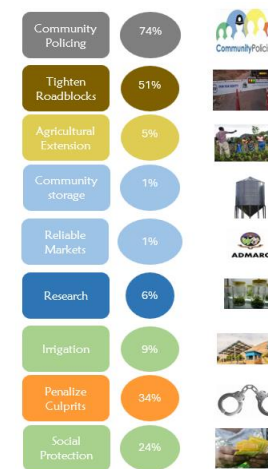 Community
Policing
74%
CommunityPolici
Tighten
Roadblocks
51%
Agricultural
Extension
5%
Community
storage
1%
Reliable
Markets
1%
ADMARC
Research
6%
Irrigation
9%
Penalize
Culprits
34%
Social
Protection
24%